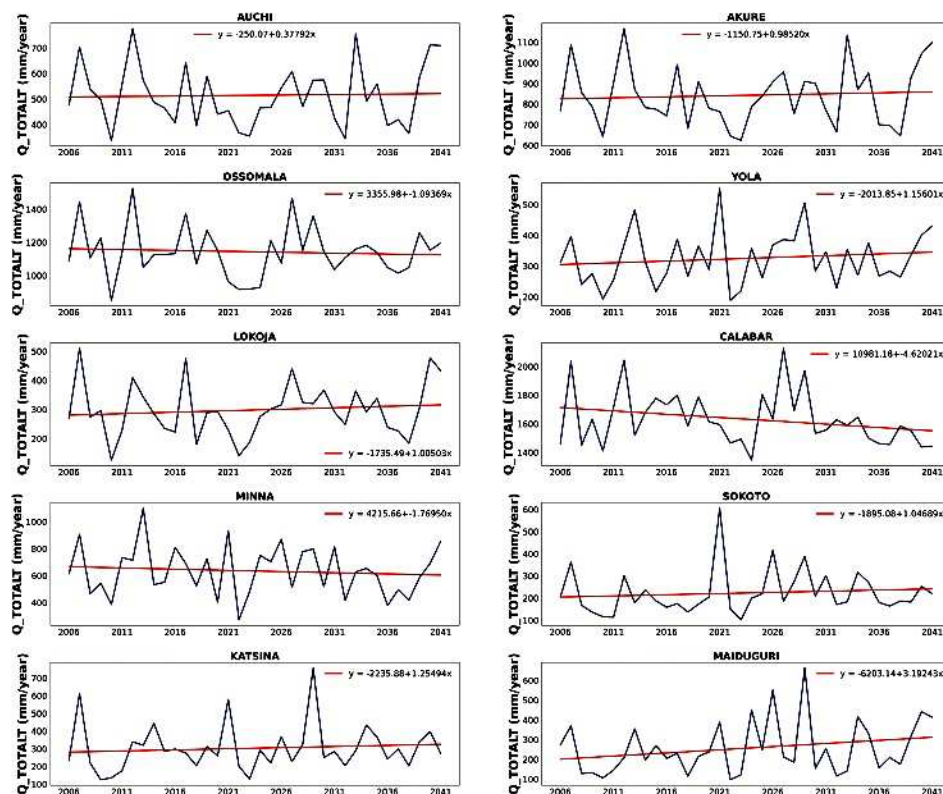 AUCHI
y = -250.07+0.37792x
Q_TOTALT (mm/year)
700
600
500
400
2006 2011 2016 2021 2026 2031 2036 2041
AKURE
y = -1150.75+0.98520x
Q_TOTALT (mm/year)
1100
1000
900
800
700
600
2006 2011 2016 2021 2026 2031 2036 2041
OSSOMALA
y = 3355.98+-1.09369x
Q_TOTALT (mm/year)
1400
1200
1000
2006 2011 2016 2021 2026 2031 2036 2041
YOLA
y = -2013.85+1.15601x
Q_TOTALT (mm/year)
500
400
300
200
2006 2011 2016 2021 2026 2031 2036 2041
LOKOJA
Q_TOTALT (mm/year)
500
400
300
200
y = -1735.49+1.00503x
2006 2011 2016 2021 2026 2031 2036 2041
CALABAR
y = 10981.18+-4.62021x
Q_TOTALT (mm/year)
2000
1800
1600
1400
2006 2011 2016 2021 2026 2031 2036 2041
MINNA
y = 4215.66+-1.76950x
Q_TOTALT (mm/year)
1000
800
600
400
2006 2011 2016 2021 2026 2031 2036 2041
SOKOTO
y = -1895.08+1.04689x
Q_TOTALT (mm/year)
600
500
400
300
200
100
2006 2011 2016 2021 2026 2031 2036 2041
KATSINA
y = -2235.88+1.25494x
Q_TOTALT (mm/year)
700
600
500
400
300
200
100
2006 2011 2016 2021 2026 2031 2036 2041
MAIDUGURI
y = -6203.14+3.19243x
Q_TOTALT (mm/year)
600
500
400
300
200
100
2006 2011 2016 2021 2026 2031 2036 2041